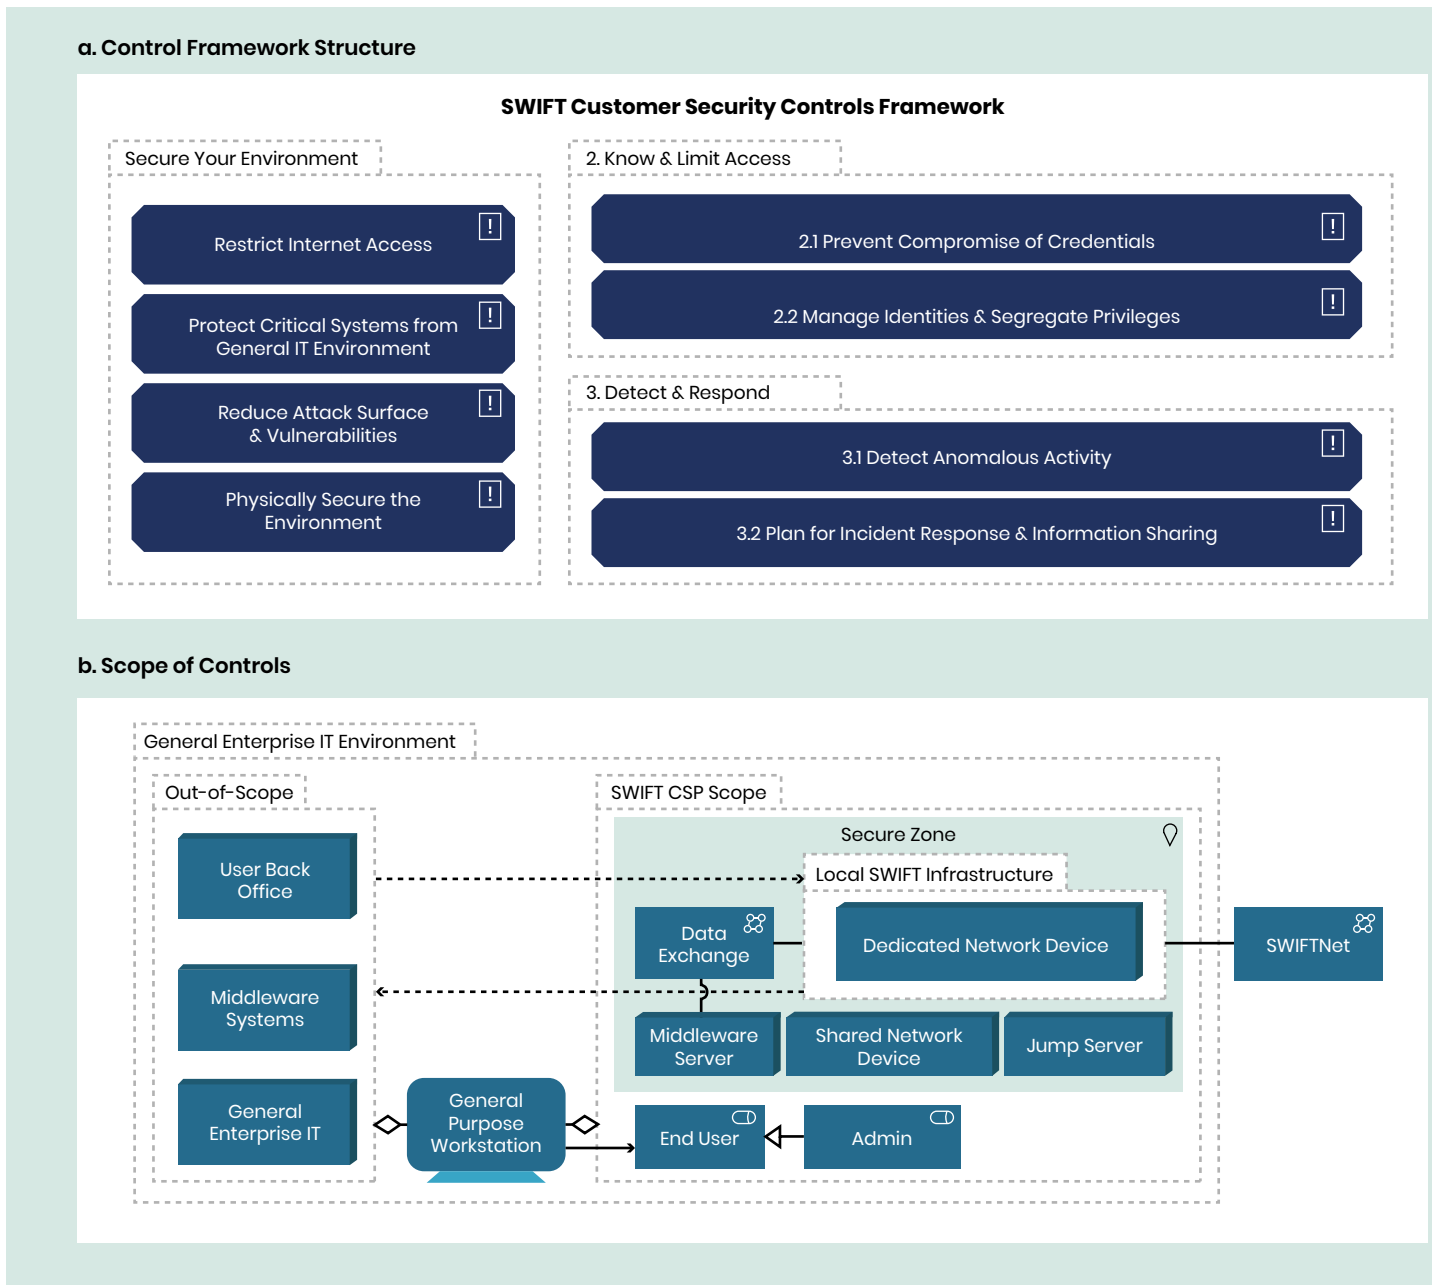 a. Control Framework Structure
SWIFT Customer Security Controls Framework
Secure Your Environment
Restrict Internet Access
!
Protect Critical Systems from
General IT Environment
!
Reduce Attack Surface
& Vulnerabilities
!
Physically Secure the
Environment
!
2. Know & Limit Access
2.1 Prevent Compromise of Credentials
!
2.2 Manage Identities & Segregate Privileges
!
3. Detect & Respond
3.1 Detect Anomalous Activity
!
3.2 Plan for Incident Response & Information Sharing
!
b. Scope of Controls
General Enterprise IT Environment
Out-of-Scope
User Back
Office
Middleware
Systems
General
Enterprise IT
General
Purpose
Workstation
SWIFT CSP Scope
Secure Zone
Local SWIFT Infrastructure
Data
Exchange
Dedicated Network Device
Middleware
Server
Shared Network
Device
Jump Server
End User
Admin
SWIFTNet